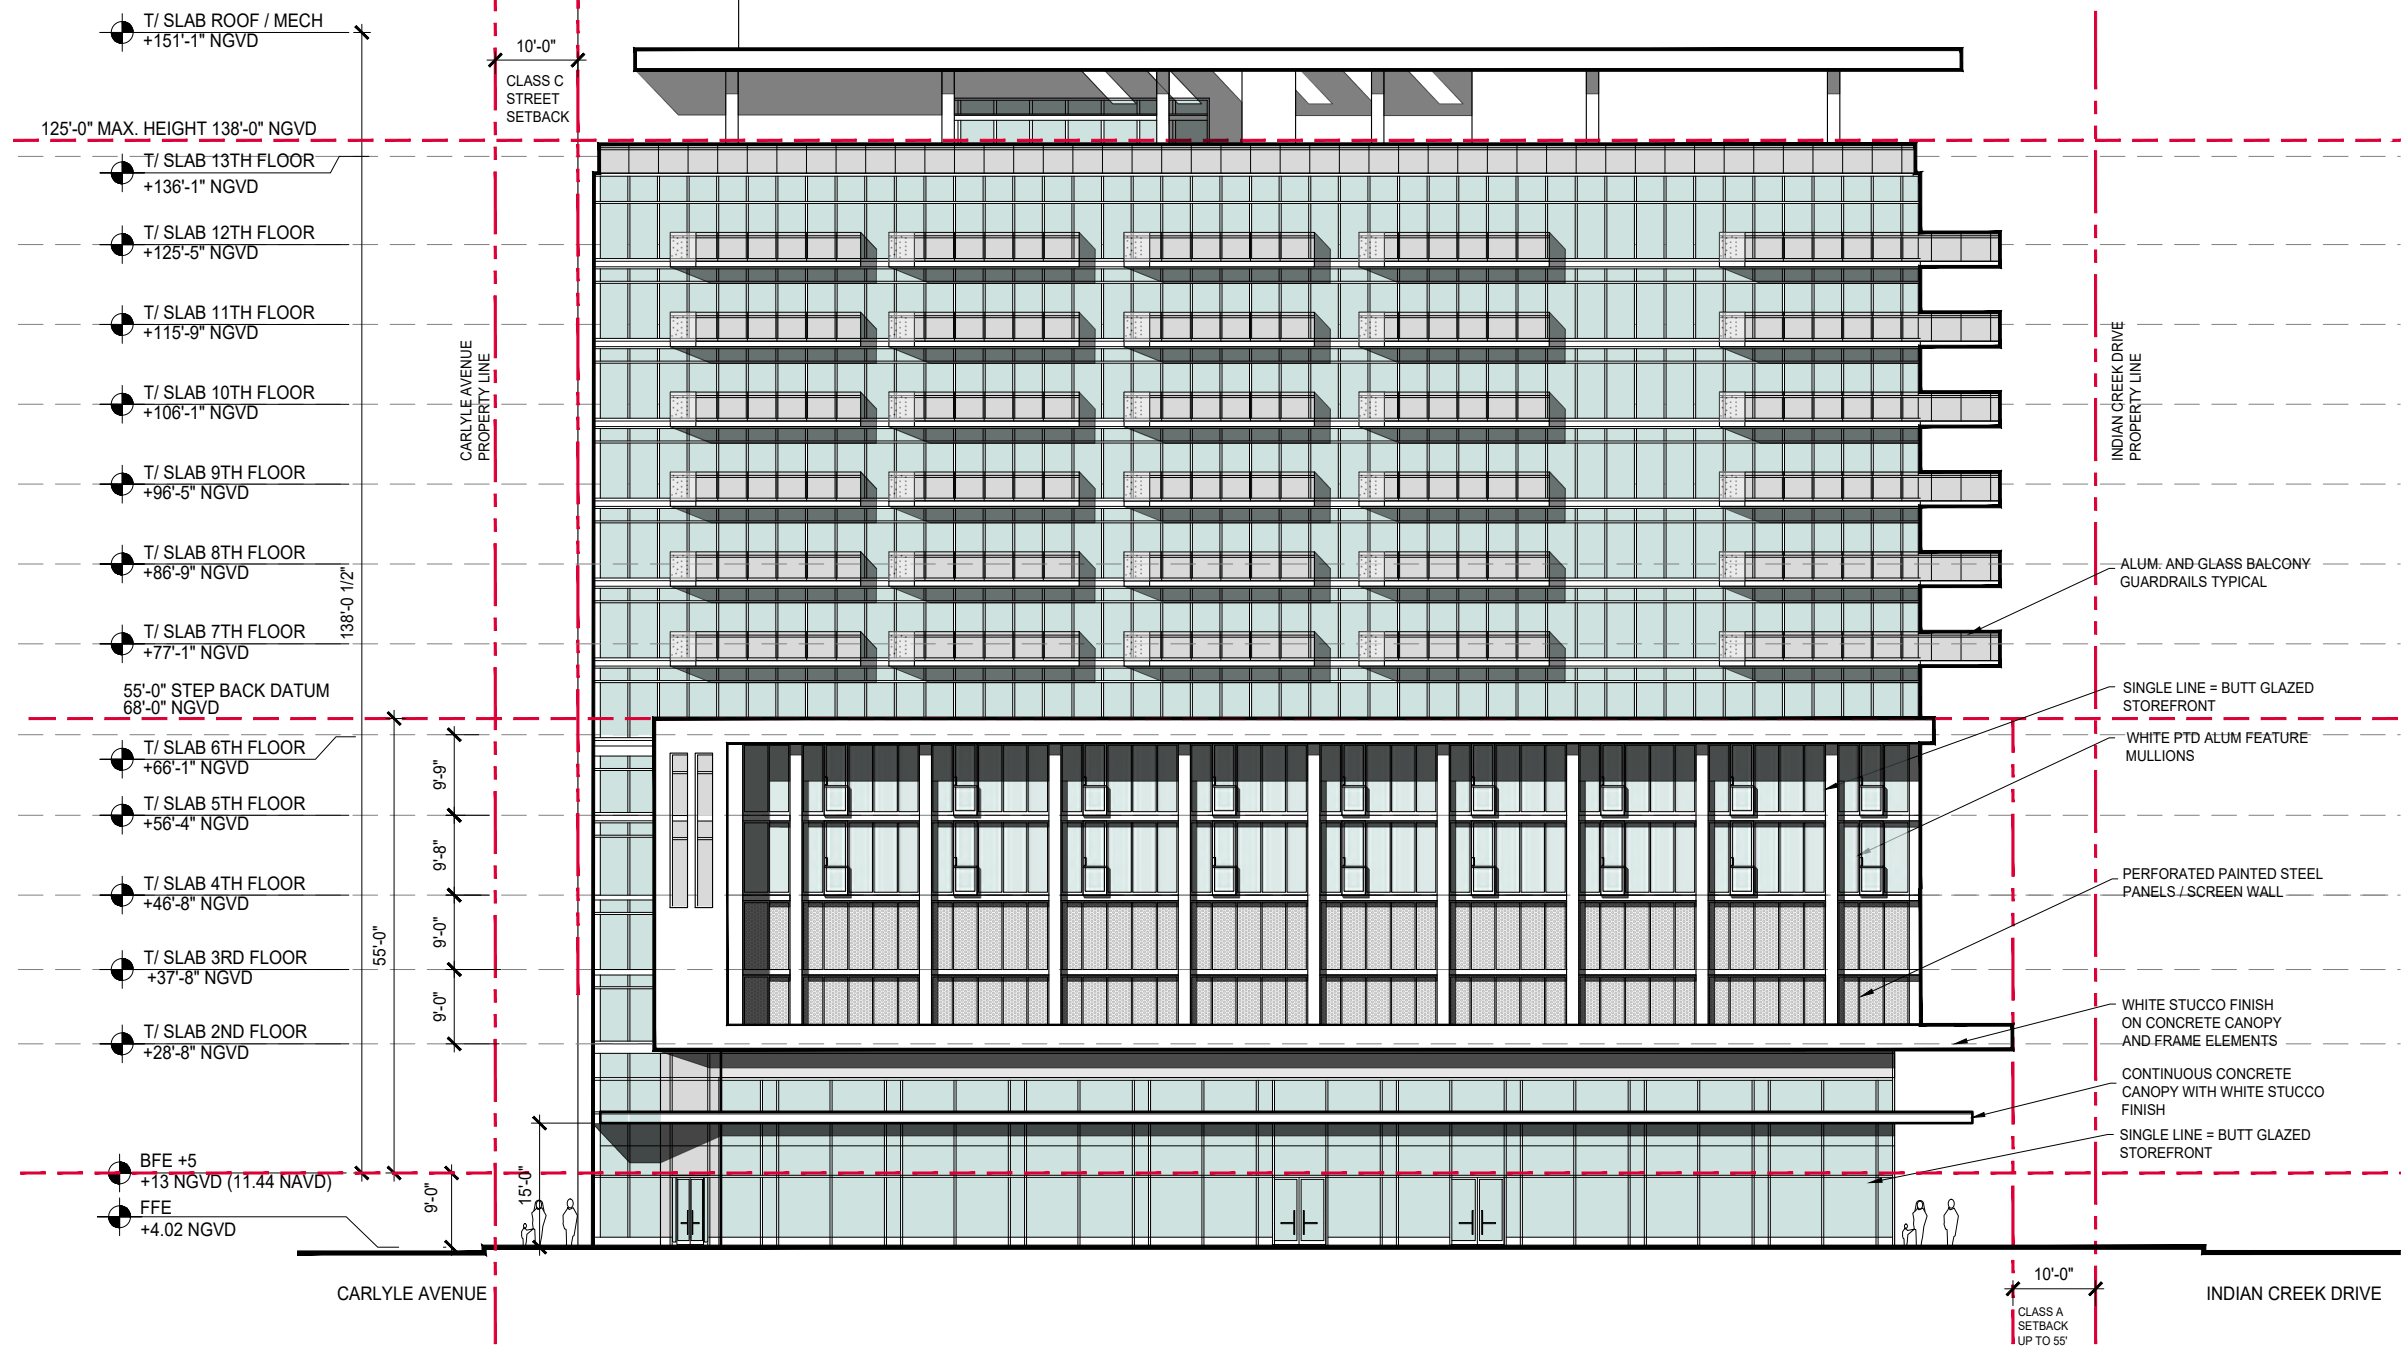 T/ SLAB ROOF / MECH
+151'-1" NGVD
10'-0"
CLASS C
STREET
SETBACK
125'-0" MAX. HEIGHT 138'-0" NGVD
T/ SLAB 13TH FLOOR
+136'-1" NGVD
T/ SLAB 12TH FLOOR
+125'-5" NGVD
T/ SLAB 11TH FLOOR
+115'-9" NGVD
T/ SLAB 10TH FLOOR
+106'-1" NGVD
T/ SLAB 9TH FLOOR
+96'-5" NGVD
T/ SLAB 8TH FLOOR
+86'-9" NGVD
T/ SLAB 7TH FLOOR
+77'-1" NGVD
55'-0" STEP BACK DATUM
68'-0" NGVD
T/ SLAB 6TH FLOOR
+66'-1" NGVD
T/ SLAB 5TH FLOOR
+56'-4" NGVD
T/ SLAB 4TH FLOOR
+46'-8" NGVD
T/ SLAB 3RD FLOOR
+37'-8" NGVD
T/ SLAB 2ND FLOOR
+28'-8" NGVD
BFE +5
+13 NGVD (11.44 NAVD)
FFE
+4.02 NGVD
138'-0 1/2"
55'-0"
9'-9"
9'-8"
9'-0"
9'-0"
9'-0"
15'-0"
CARLYLE AVENUE
PROPERTY LINE
INDIAN CREEK DRIVE
PROPERTY LINE
ALUM. AND GLASS BALCONY
GUARDRAILS TYPICAL
SINGLE LINE = BUTT GLAZED
STOREFRONT
WHITE PTD ALUM FEATURE
MULLIONS
PERFORATED PAINTED STEEL
PANELS / SCREEN WALL
WHITE STUCCO FINISH
ON CONCRETE CANOPY
AND FRAME ELEMENTS
CONTINUOUS CONCRETE
CANOPY WITH WHITE STUCCO
FINISH
SINGLE LINE = BUTT GLAZED
STOREFRONT
CARLYLE AVENUE
10'-0"
CLASS A
SETBACK
UP TO 55'
INDIAN CREEK DRIVE